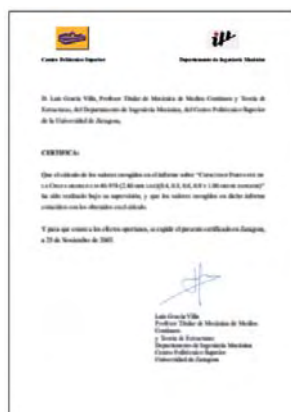 Centro Politécnico Superior
Departamento de Ingeniería Mecánica
D. Luis Gracia Villa, Profesor Titular de Mecánica de Medios Continuos y Teoría de
Estructuras, del Departamento de Ingeniería Mecánica, del Centro Politécnico Superior
de la Universidad de Zaragoza,
CERTIFICA:
Que el cálculo de los valores recogidos en el informe sobre
ha sido realizado bajo su supervisión, y que los valores recogidos en dicho informe
coinciden con los obtenidos en el cálculo.
Y para que conste a los efectos oportunos, se expide el presente certificado en Zaragoza,
a 25 de Noviembre de
Luis Gracia Villa
Profesor Titular de Mecánica de Medios
Continuos
y Teoría de Estructuras
Departamento de Ingeniería Mecánica
Centro Politécnico Superior
Universidad de Zaragoza